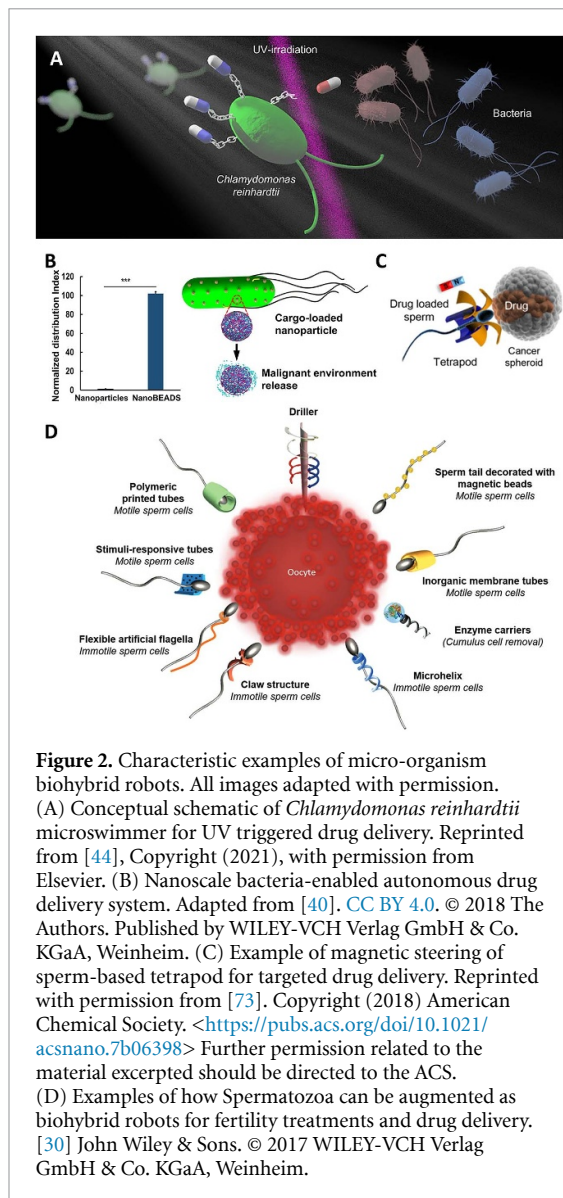 A
UV-irradiation
Bacteria
Chlamydomonas
reinhardtii
B
Normalized distribution Index
120
100
80
60
40
20
0
***
Nanoparticles NanoBEADS
Cargo-loaded
nanoparticle
Malignant environment
release
C
Drug loaded
sperm
Drug
Tetrapod
Cancer
spheroid
D
Driller
Polymeric
printed tubes
Motile sperm cells
Sperm tail decorated with
magnetic beads
Motile sperm cells
Stimuli-responsive tubes
Motile sperm cells
Oocyte
Inorganic membrane tubes
Motile sperm cells
Flexible artificial flagella
Immotile sperm cells
Enzyme carriers
(Cumulus cell removal)
Claw structure
Immotile sperm cells
Microhelix
Immotile sperm cells
Figure 2. Characteristic examples of micro-organism
biohybrid robots. All images adapted with permission.
(A) Conceptual schematic of Chlamydomonas reinhardtii
microswimmer for UV triggered drug delivery. Reprinted
from [44], Copyright (2021), with permission from
Elsevier. (B) Nanoscale bacteria-enabled autonomous drug
delivery system. Adapted from [40]. CC BY 4.0. © 2018 The
Authors. Published by WILEY-VCH Verlag GmbH & Co.
KGaA, Weinheim. (C) Example of magnetic steering of
sperm-based tetrapod for targeted drug delivery. Reprinted
with permission from [73]. Copyright (2018) American
Chemical Society. <https://pubs.acs.org/doi/10.1021/
acsnano.7b06398> Further permission related to the
material excerpted should be directed to the ACS.
(D) Examples of how Spermatozoa can be augmented as
biohybrid robots for fertility treatments and drug delivery.
[30] John Wiley & Sons. © 2017 WILEY-VCH Verlag
GmbH & Co. KGaA, Weinheim.